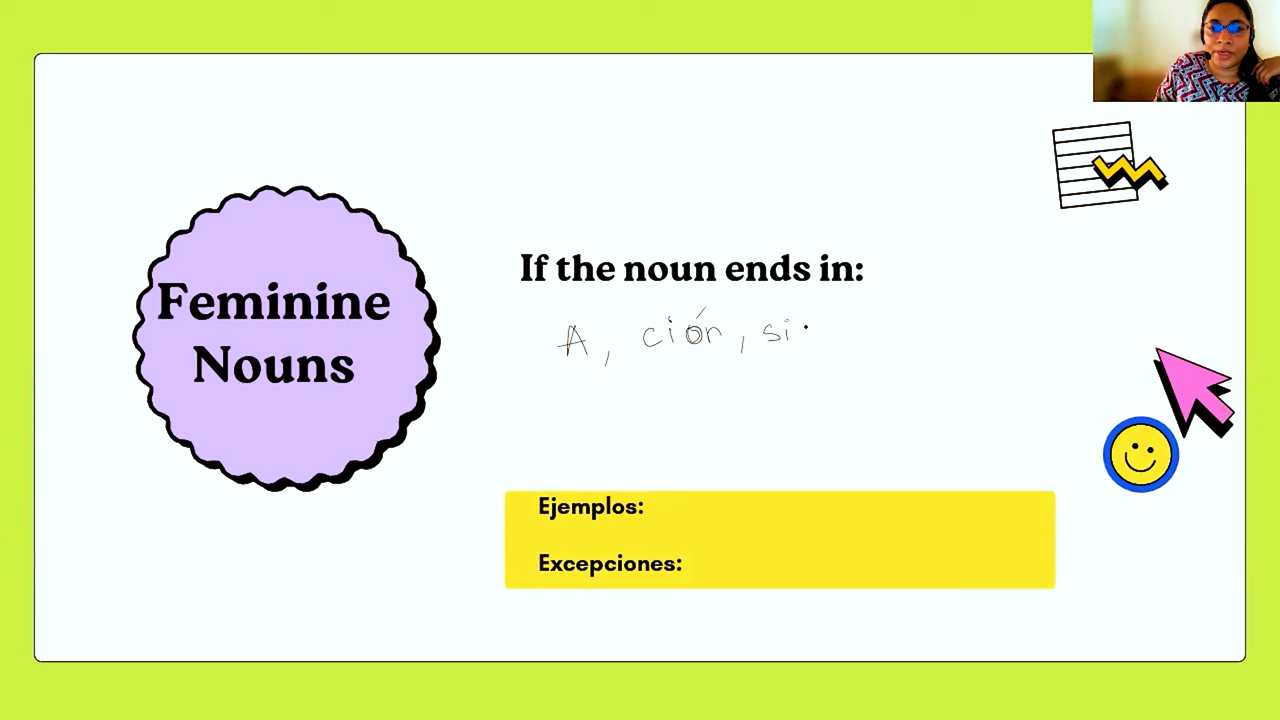 Feminine
Nouns
If the noun ends in:
A, ción, si
Ejemplos:
Excepciones: